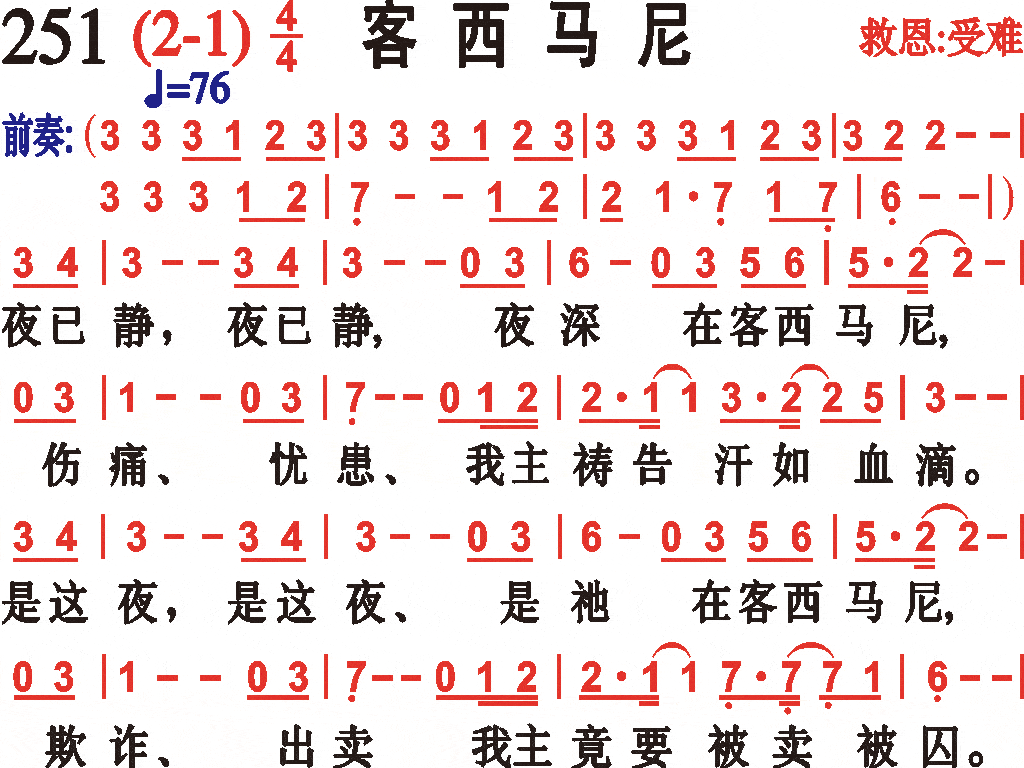 251 (2-1) 4/4 客西马尼 救恩:受难
♩=76
前奏: (3 3 3 1 2 3|3 3 3 1 2 3|3 3 3 1 2 3|3 2 2 - -|
3 3 3 1 2|7 - - 1 2|2 1·7 1 7|6 - -|)
3 4|3 - - 3 4|3 - - 0 3|6 - 0 3 5 6|5·2 2 -|
夜已静，夜已静, 夜深 在客西马尼,
0 3|1 - - 0 3|7 - - 0 1 2|2·1 1 3·2 2 5|3 - -|
伤痛、 忧患、 我主祷告 汗如血滴。
3 4|3 - - 3 4|3 - - 0 3|6 - 0 3 5 6|5·2 2 -|
是这夜，是这夜、 是祂 在客西马尼,
0 3|1 - - 0 3|7 - - 0 1 2|2·1 1 7·7 7 1|6 - -|
欺诈、 出卖 我主竟要 被卖被囚。